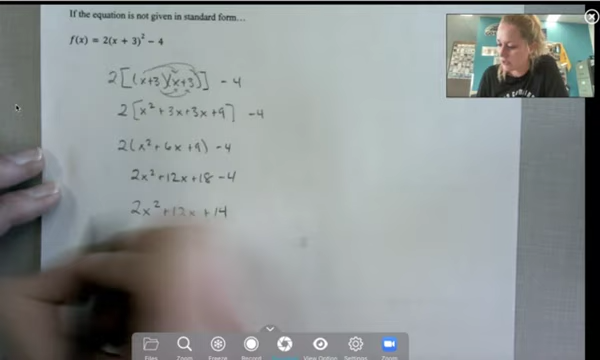 If the equation is not given in standard form...
f(x) = 2(x + 3)² − 4
2[(x+3)(x+3)] − 4
2[x²+3x+3x+9] −4
2(x²+6x+9) −4
2x²+12x+18−4
2x²+12x+14
Files
Zoom
Freeze
Record
View Option
Settings
Zoom